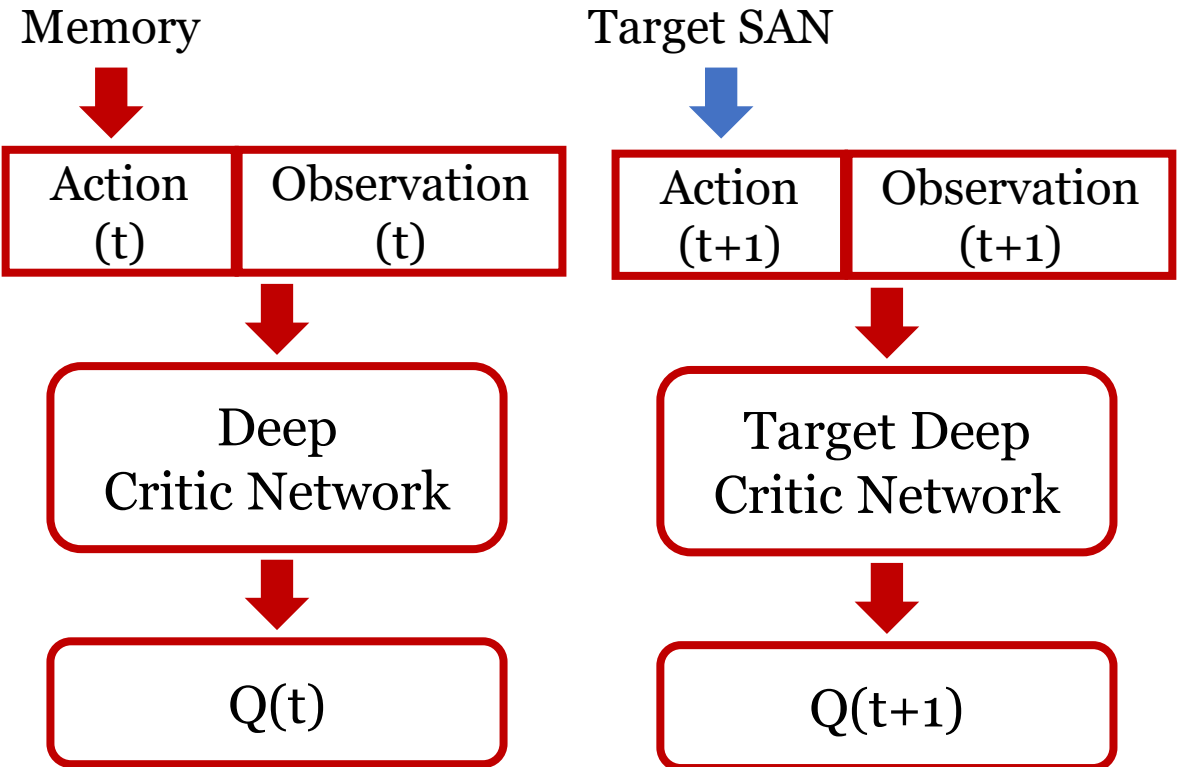 Memory
Action
(t)
Observation
(t)
Deep
Critic Network
Q(t)
Target SAN
Action
(t+1)
Observation
(t+1)
Target Deep
Critic Network
Q(t+1)